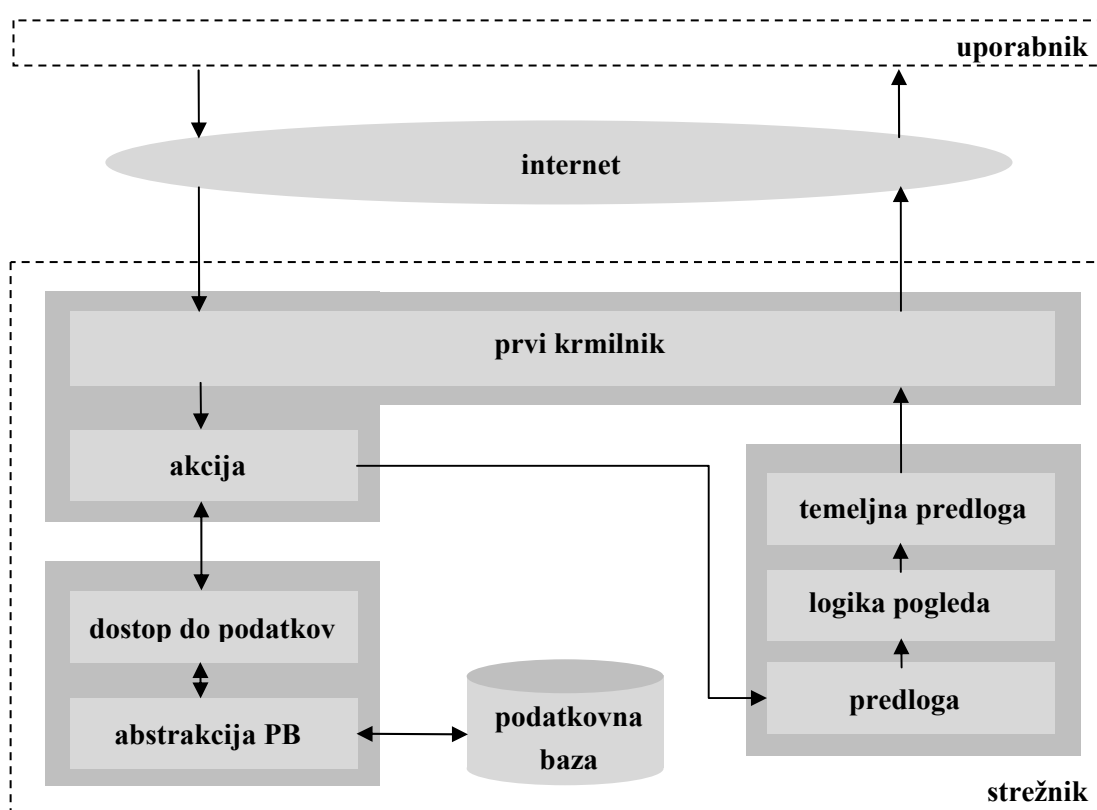 uporabnik
internet
prvi krmilnik
akcija
temeljna predloga
logika pogleda
dostop do podatkov
predloga
abstrakcija PB
podatkovna
baza
strežnik